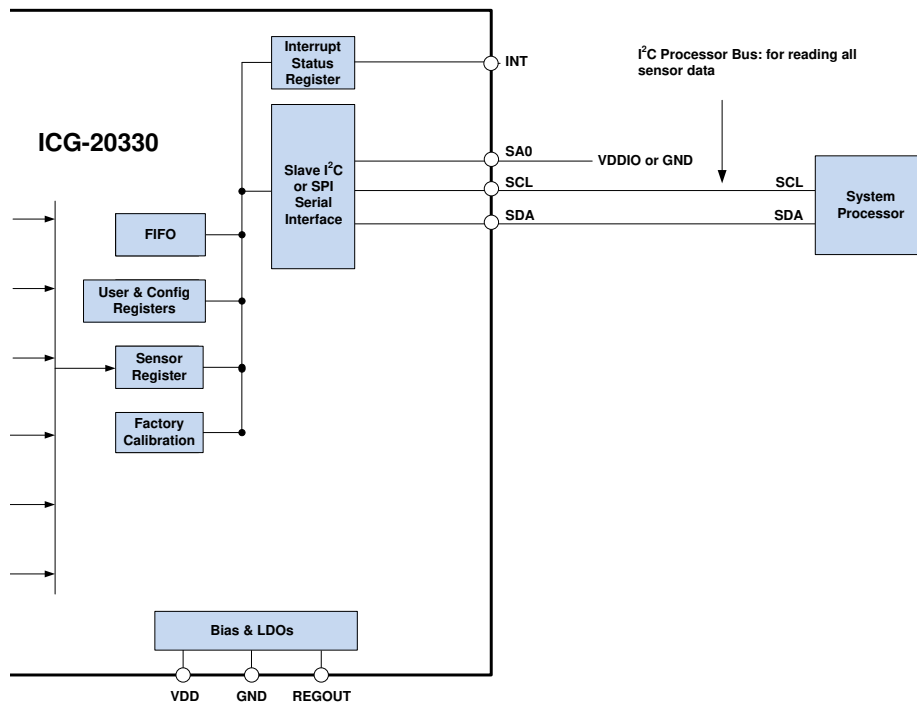 Interrupt
Status
Register
INT
I²C Processor Bus: for reading all
sensor data
ICG-20330
Slave I²C
or SPI
Serial
Interface
SA0
VDDIO or GND
SCL
SCL
SDA
SDA
System
Processor
FIFO
User & Config
Registers
Sensor
Register
Factory
Calibration
Bias & LDOs
VDD
GND
REGOUT